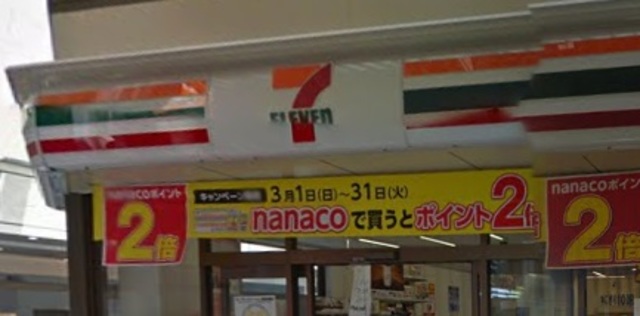 7
ELEVEN
nanacoポイント
2倍
キャンペーン期間 3月1日(日)～31日(火)
nanacoで買うとポイント2倍
nanacoポイント
2倍